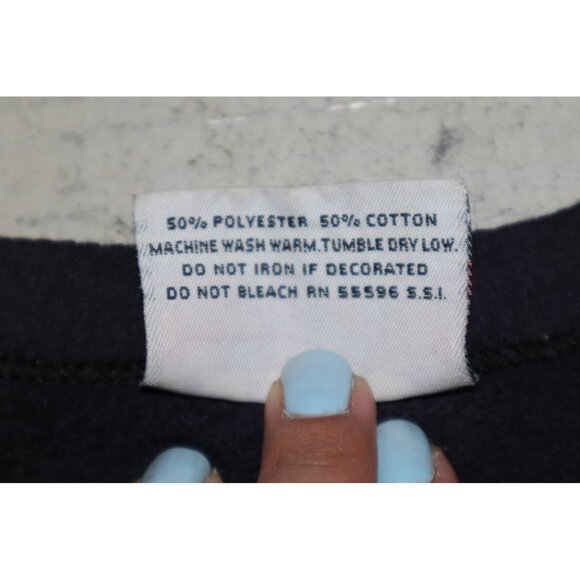 50% POLYESTER 50% COTTON
MACHINE WASH WARM.TUMBLE DRY LOW.
DO NOT IRON IF DECORATED
DO NOT BLEACH RN 55596 S.S.I.